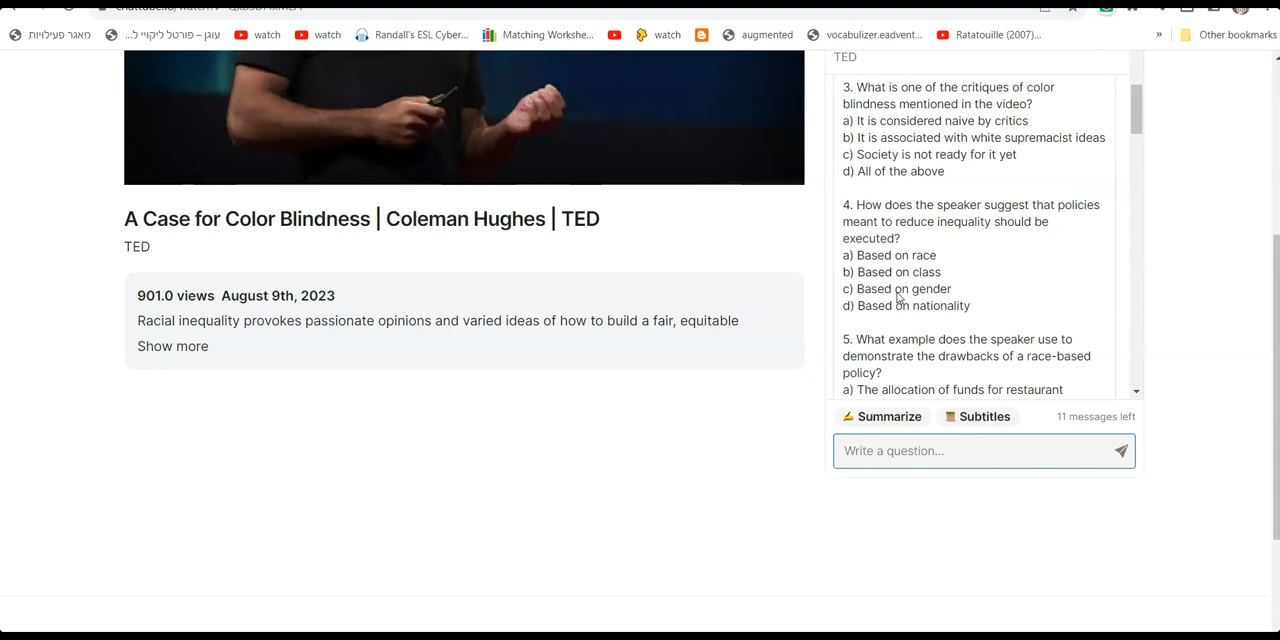 מאגר פעילויות
עוגן – פורטל ליקויי ל...
watch
watch
Randall's ESL Cyber...
Matching Workshe...
watch
augmented
vocabulizer.eadvent...
Ratatouille (2007)...
»
Other bookmarks
TED
3. What is one of the critiques of color
blindness mentioned in the video?
a) It is considered naive by critics
b) It is associated with white supremacist ideas
c) Society is not ready for it yet
d) All of the above
4. How does the speaker suggest that policies
meant to reduce inequality should be
executed?
a) Based on race
b) Based on class
c) Based on gender
d) Based on nationality
5. What example does the speaker use to
demonstrate the drawbacks of a race-based
policy?
a) The allocation of funds for restaurant
Summarize
Subtitles
11 messages left
Write a question...
A Case for Color Blindness | Coleman Hughes | TED
TED
901.0 views August 9th, 2023
Racial inequality provokes passionate opinions and varied ideas of how to build a fair, equitable
Show more